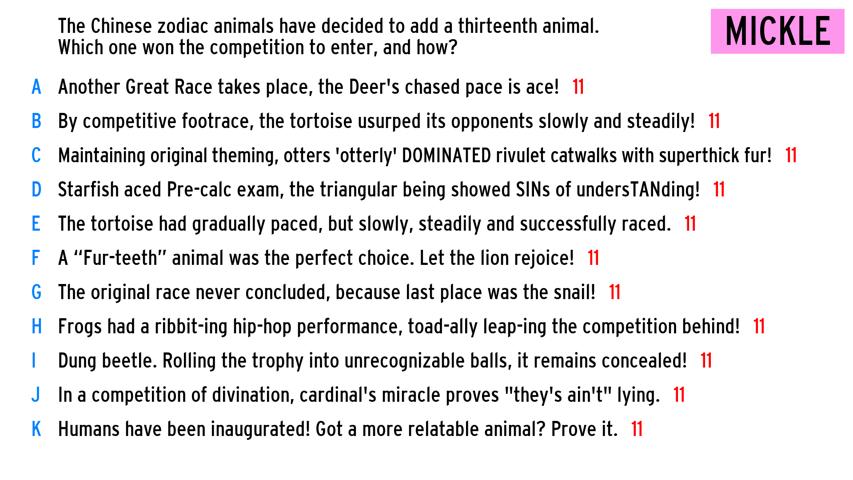 The Chinese zodiac animals have decided to add a thirteenth animal.
Which one won the competition to enter, and how?
MICKLE
A Another Great Race takes place, the Deer's chased pace is ace! 11
B By competitive footrace, the tortoise usurped its opponents slowly and steadily! 11
C Maintaining original theming, otters 'otterly' DOMINATED rivulet catwalks with superthick fur! 11
D Starfish aced Pre-calc exam, the triangular being showed SINs of undersTANding! 11
E The tortoise had gradually paced, but slowly, steadily and successfully raced. 11
F A “Fur-teeth” animal was the perfect choice. Let the lion rejoice! 11
G The original race never concluded, because last place was the snail! 11
H Frogs had a ribbit-ing hip-hop performance, toad-ally leap-ing the competition behind! 11
I Dung beetle. Rolling the trophy into unrecognizable balls, it remains concealed! 11
J In a competition of divination, cardinal's miracle proves "they's ain't" lying. 11
K Humans have been inaugurated! Got a more relatable animal? Prove it. 11